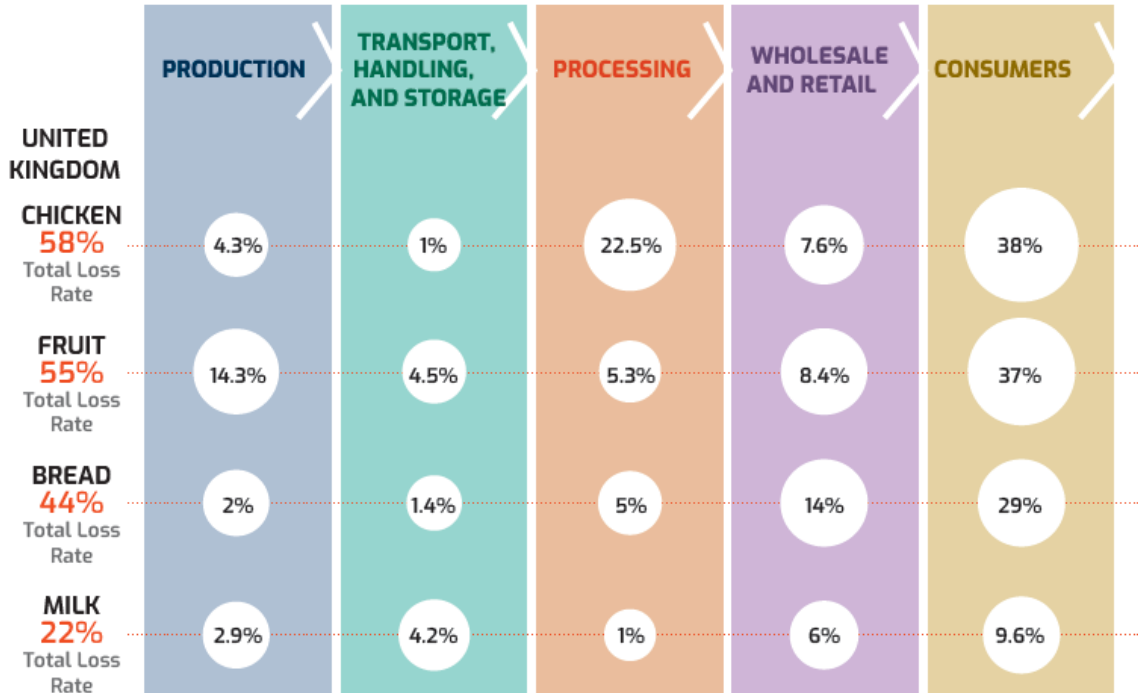 PRODUCTION
TRANSPORT,
HANDLING,
AND STORAGE
PROCESSING
WHOLESALE
AND RETAIL
CONSUMERS
UNITED
KINGDOM
CHICKEN
58%
Total Loss
Rate
4.3%
1%
22.5%
7.6%
38%
FRUIT
55%
Total Loss
Rate
14.3%
4.5%
5.3%
8.4%
37%
BREAD
44%
Total Loss
Rate
2%
1.4%
5%
14%
29%
MILK
22%
Total Loss
Rate
2.9%
4.2%
1%
6%
9.6%